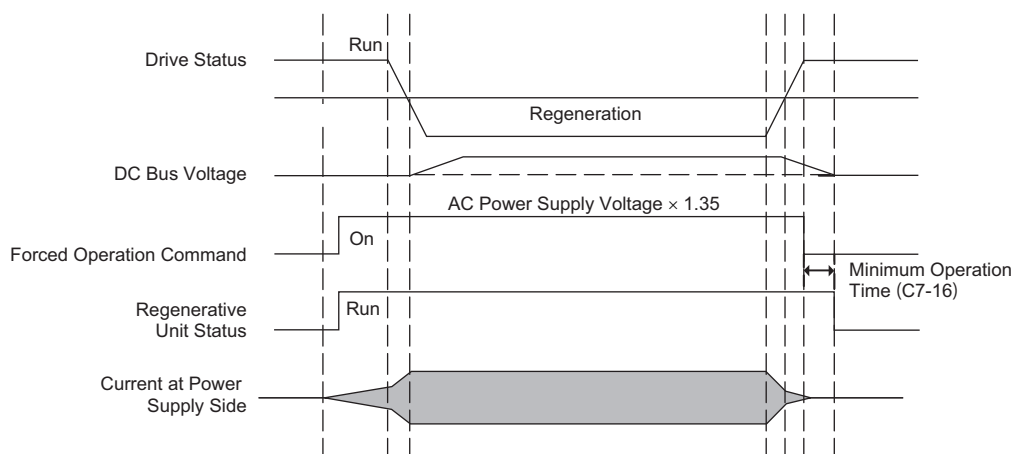 Run
Drive Status
Regeneration
DC Bus Voltage
AC Power Supply Voltage × 1.35
On
Forced Operation Command
Minimum Operation
Time (C7-16)
Regenerative
Unit Status
Run
Current at Power
Supply Side